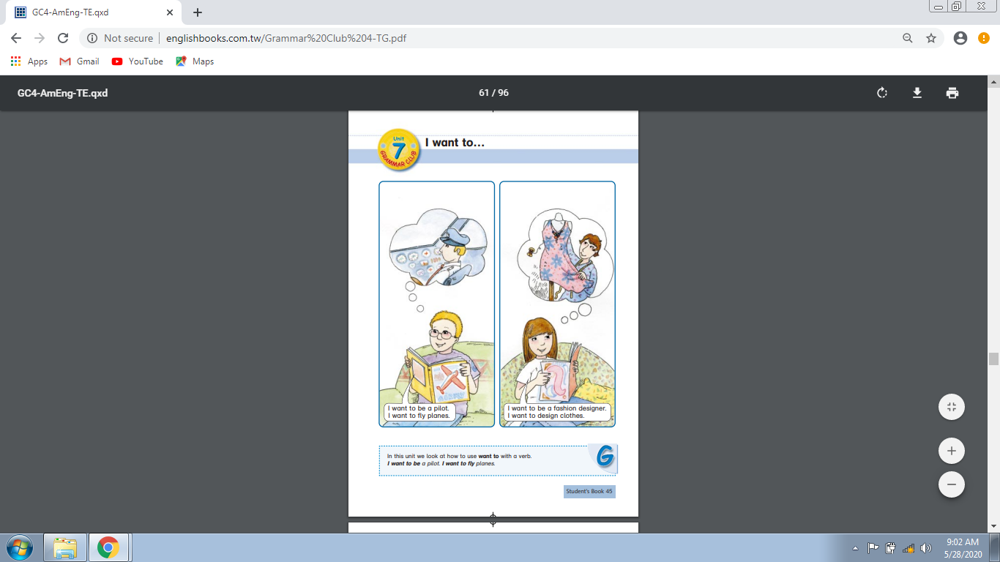 GC4-AmEng-TE.qxd
Not secure
englishbooks.com.tw/Grammar%20Club%204-TG.pdf
Apps
Gmail
YouTube
Maps
GC4-AmEng-TE.qxd
61 / 96
Unit
7
GRAMMAR CLUB
I want to...
I want to be a pilot.
I want to fly planes.
I want to be a fashion designer.
I want to design clothes.
In this unit we look at how to use want to with a verb.
I want to be a pilot. I want to fly planes.
G
Student's Book 45
9:02 AM
5/28/2020